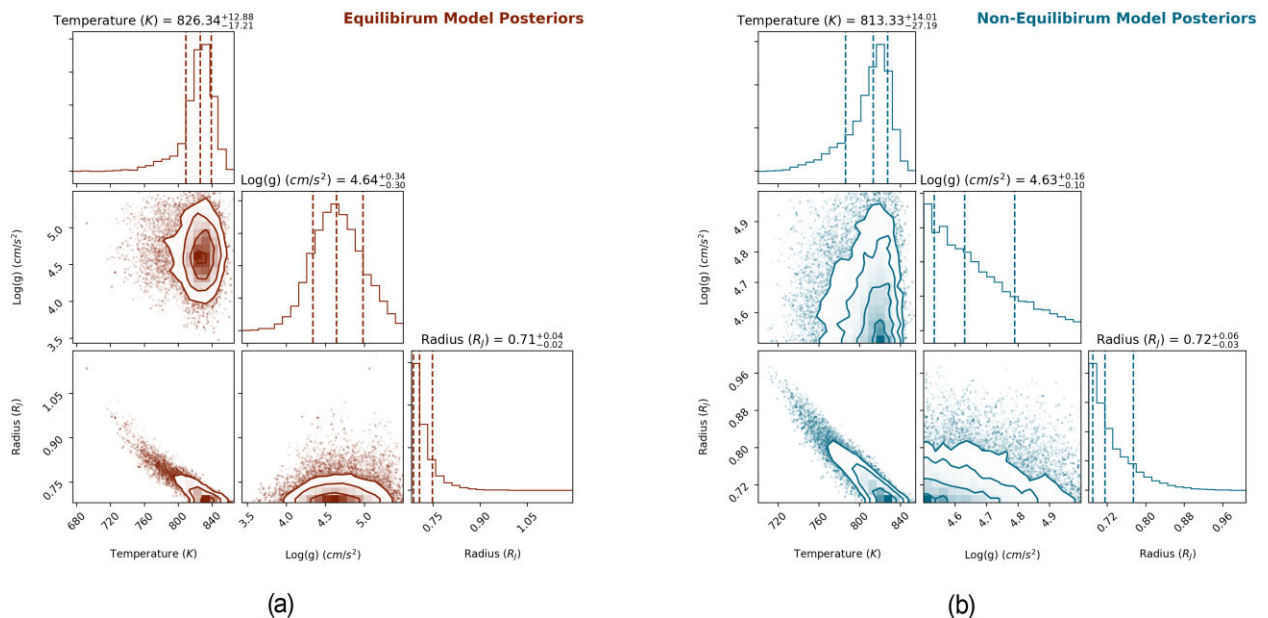 Equilibirum Model Posteriors
Temperature (K) = 826.34+12.88−17.21
Log(g) (cm/s²) = 4.64+0.34−0.30
Log(g) (cm/s²)
5.0
4.5
4.0
3.5
Radius (RJ) = 0.71+0.04−0.02
Radius (RJ)
1.05
0.90
0.75
680 720 760 800 840
3.5 4.0 4.5 5.0
0.75 0.90 1.05
Temperature (K) Log(g) (cm/s²) Radius (RJ)
(a)
Non-Equilibirum Model Posteriors
Temperature (K) = 813.33+14.01−27.19
Log(g) (cm/s²) = 4.63+0.16−0.10
Log(g) (cm/s²)
4.9
4.8
4.7
4.6
Radius (RJ) = 0.72+0.06−0.03
Radius (RJ)
0.96
0.88
0.80
0.72
720 760 800 840
4.6 4.7 4.8 4.9
0.72 0.80 0.88 0.96
Temperature (K) Log(g) (cm/s²) Radius (RJ)
(b)